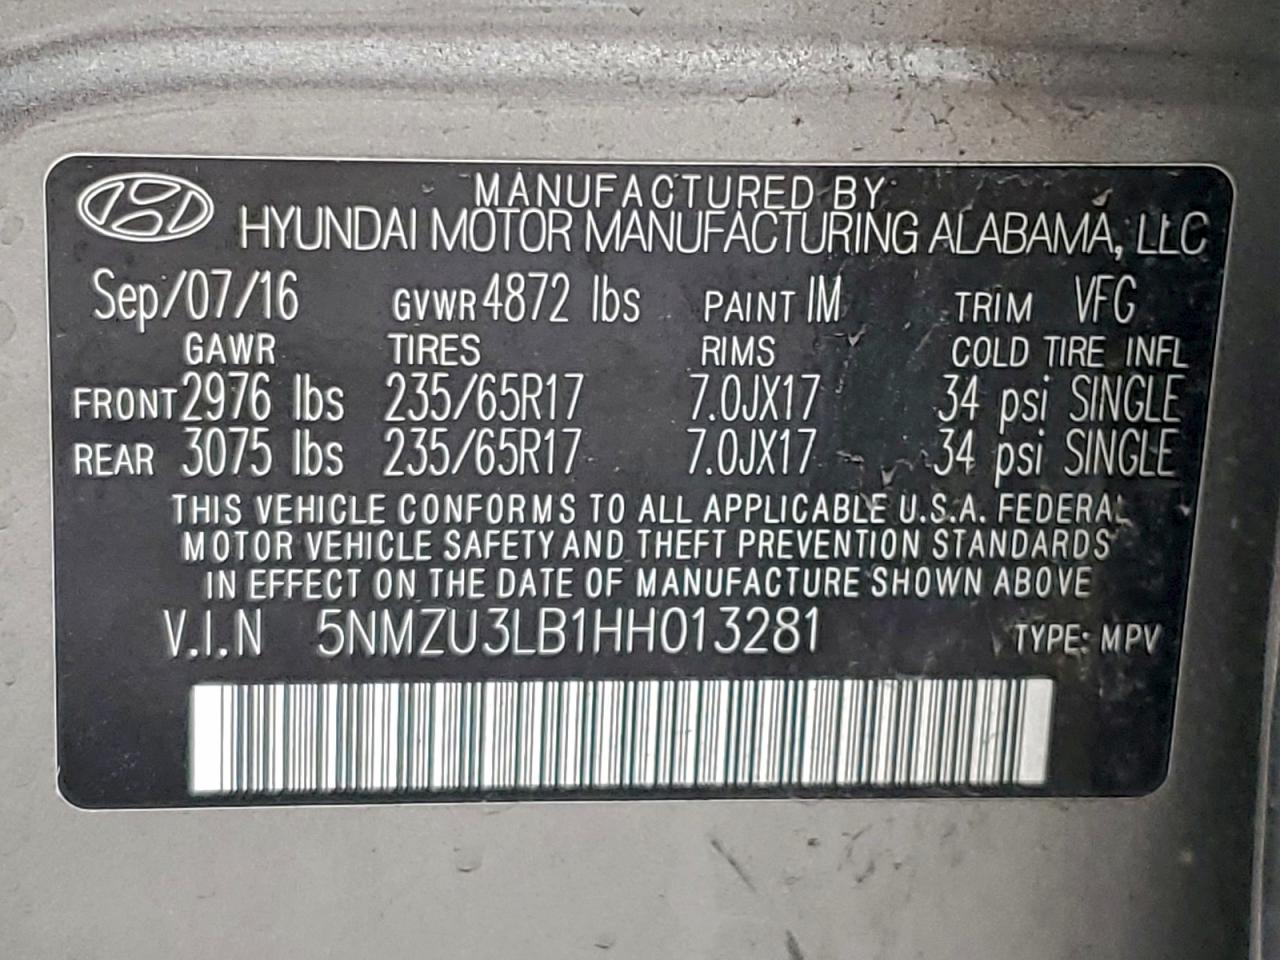 MANUFACTURED BY
HYUNDAI MOTOR MANUFACTURING ALABAMA, LLC
Sep/07/16 GVWR 4872 lbs PAINT IM TRIM VFG
GAWR TIRES RIMS COLD TIRE INFL
FRONT 2976 lbs 235/65R17 7.0JX17 34 psi SINGLE
REAR 3075 lbs 235/65R17 7.0JX17 34 psi SINGLE
THIS VEHICLE CONFORMS TO ALL APPLICABLE U.S.A. FEDERAL
MOTOR VEHICLE SAFETY AND THEFT PREVENTION STANDARDS
IN EFFECT ON THE DATE OF MANUFACTURE SHOWN ABOVE
V.I.N 5NMZU3LB1HH013281 TYPE: MPV